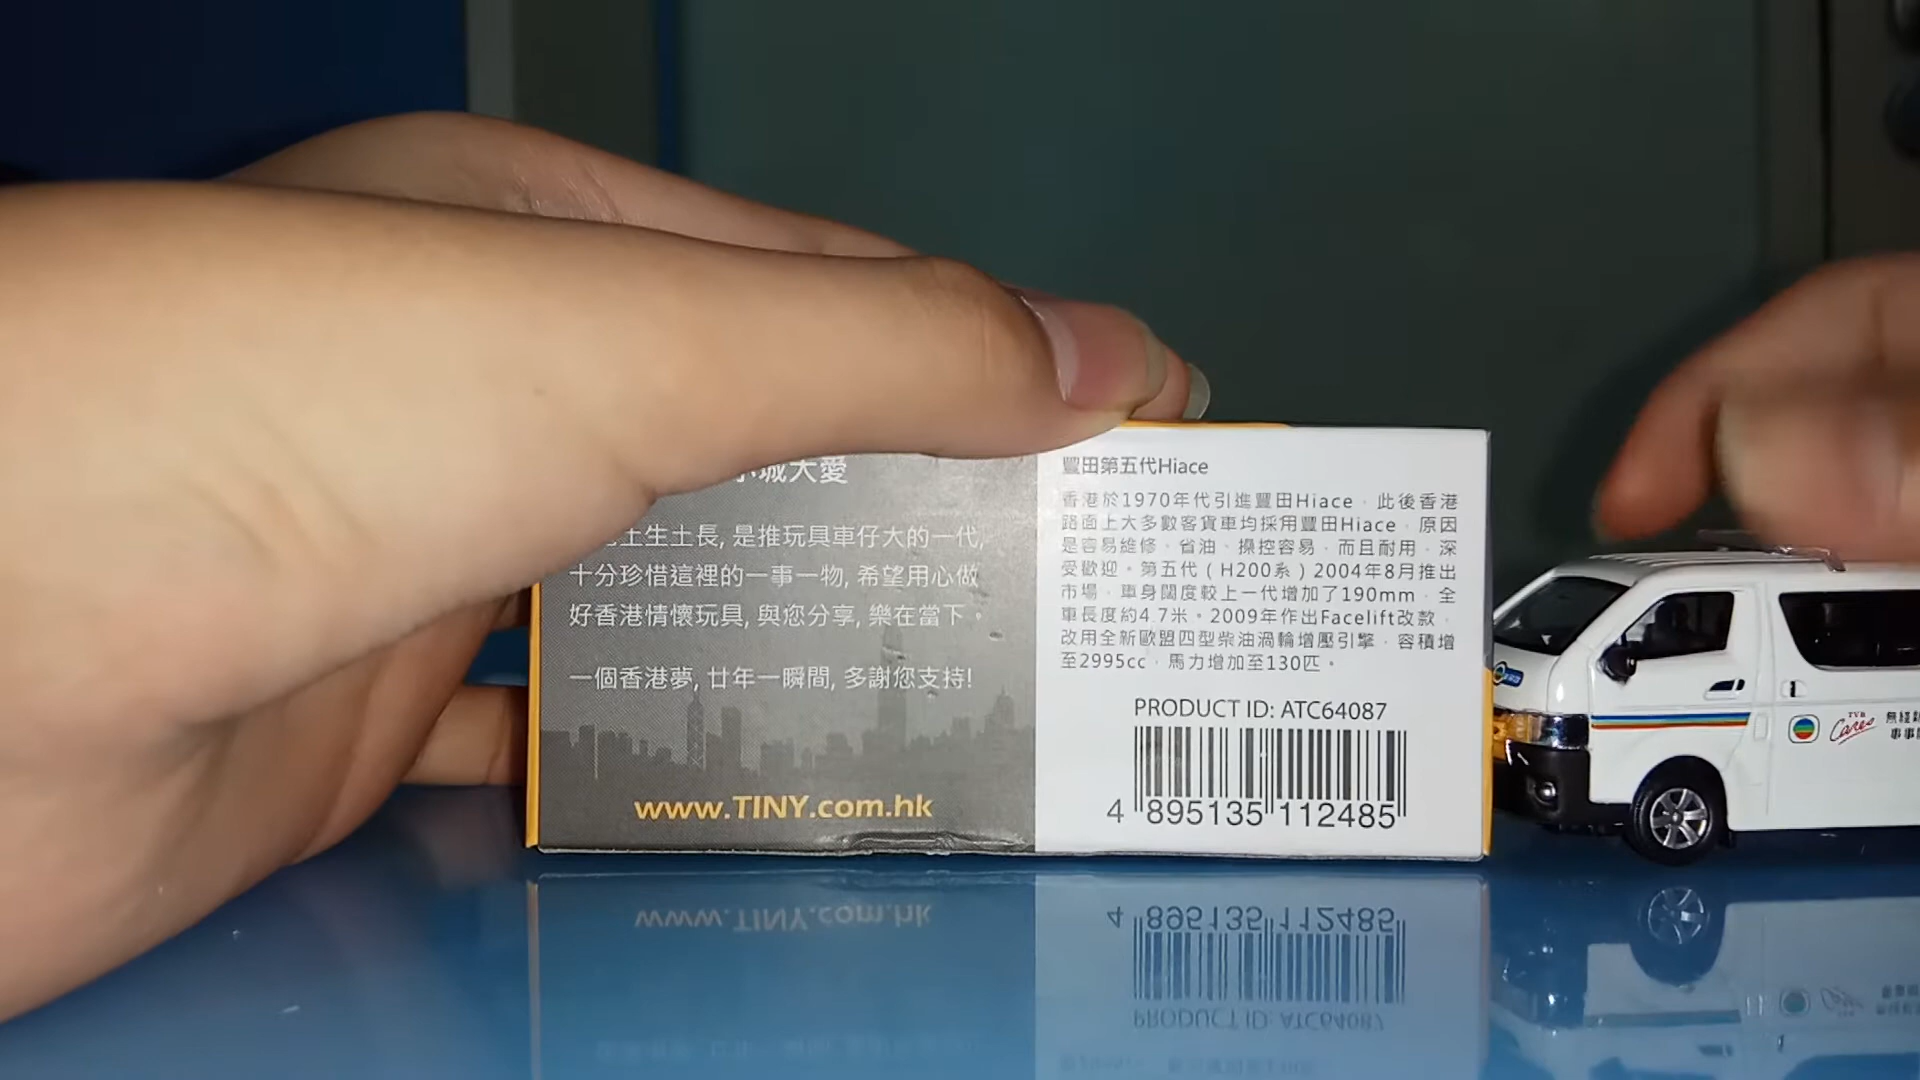 城大愛
土生土長, 是推玩具車仔大的一代,
十分珍惜這裡的一事一物, 希望用心做
好香港情懷玩具, 與您分享, 樂在當下。
一個香港夢, 廿年一瞬間, 多謝您支持!
www.TINY.com.hk
豐田第五代Hiace
香港於1970年代引進豐田Hiace，此後香港
路面上大多數客貨車均採用豐田Hiace，原因
是容易維修、省油、操控容易，而且耐用，深
受歡迎。第五代（H200系）2004年8月推出
市場，車身闊度較上一代增加了190mm，全
車長度約4.7米。2009年作出Facelift改款，
改用全新歐盟四型柴油渦輪增壓引擎，容積增
至2995cc，馬力增加至130匹。
PRODUCT ID: ATC64087
4 895135 112485
TVB
Cares
無綫
事事